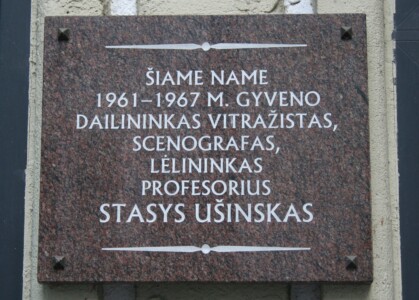 ŠIAME NAME
1961–1967 M. GYVENO
DAILININKAS VITRAŽISTAS,
SCENOGRAFAS,
LĖLININKAS
PROFESORIUS
STASYS UŠINSKAS